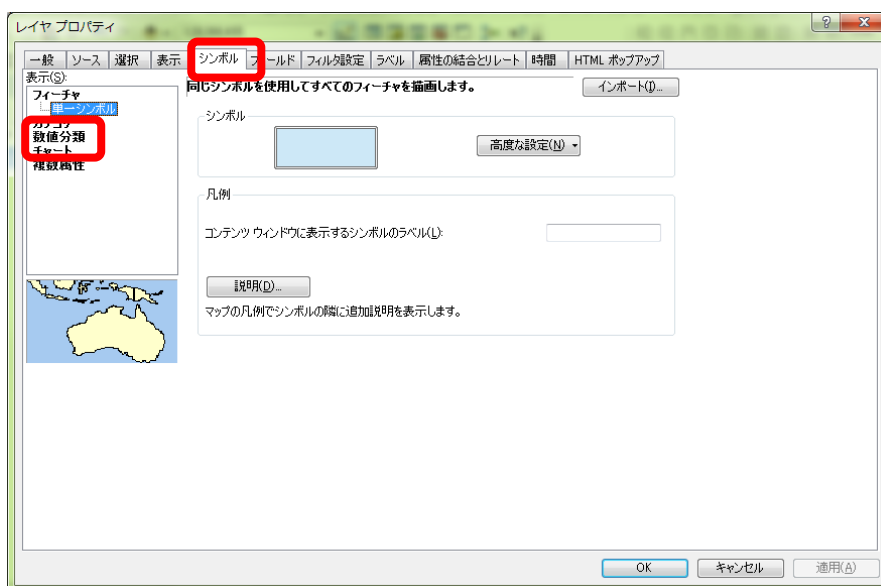 レイヤ プロパティ
一般 ソース 選択 表示 シンボル フィールド フィルタ設定 ラベル 属性の結合とリレート 時間 HTML ポップアップ
表示(S):
フィーチャ
単一シンボル
カテゴリ
数値分類
チャート
複数属性
同じシンボルを使用してすべてのフィーチャを描画します。
インポート(I)...
シンボル
高度な設定(N)
凡例
コンテンツ ウィンドウに表示するシンボルのラベル(L):
説明(D)...
マップの凡例でシンボルの隣に追加説明を表示します。
OK キャンセル 適用(A)